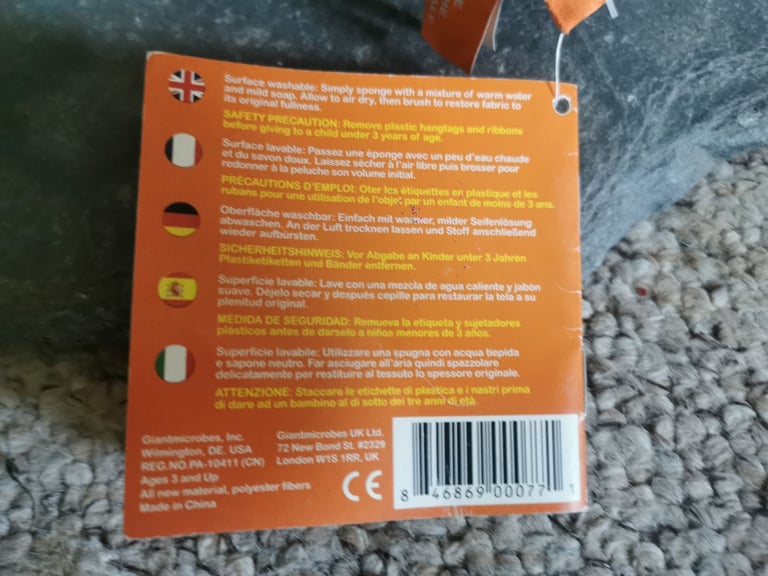 Surface washable: Simply sponge with a mixture of warm water
and mild soap. Allow to air dry, then brush to restore fabric to
its original fullness.
SAFETY PRECAUTION: Remove plastic hangtags and ribbons
before giving to a child under 3 years of age.
Surface lavable: Passez une éponge avec un peu d'eau chaude
et du savon doux. Laissez sécher à l'air libre puis brosser pour
redonner à la peluche son volume initial.
PRÉCAUTIONS D'EMPLOI: Oter les étiquettes en plastique et les
rubans pour une utilisation de l'objet par un enfant de moins de 3 ans.
Oberfläche waschbar: Einfach mit warmer, milder Seifenlösung
abwaschen. An der Luft trocknen lassen und Stoff anschließend
wieder aufbürsten.
SICHERHEITSHINWEIS: Vor Abgabe an Kinder unter 3 Jahren
Plastiketiketten und Bänder entfernen.
Superficie lavable: Lave con una mezcla de agua caliente y jabón
suave. Déjelo secar y después cepille para restaurar la tela a su
plenitud original.
MEDIDA DE SEGURIDAD: Remueva la etiqueta y sujetadores
plásticos antes de darselo a niños menores de 3 años.
Superficie lavabile: Utilizzare una spugna con acqua tiepida
e sapone neutro. Far asciugare all'aria quindi spazzolare
delicatamente per restituire al tessuto lo spessore originale.
ATTENZIONE: Staccare le etichette di plastica e i nastri prima
di dare ad un bambino al di sotto dei tre anni di età.
Giantmicrobes, Inc.
Wilmington, DE. USA
REG.NO.PA-10411 (CN)
Ages 3 and Up
All new material, polyester fibers
Made in China
Giantmicrobes UK Ltd.
72 New Bond St. #2329
London W1S 1RR, UK
CE
8 46869 00077 1